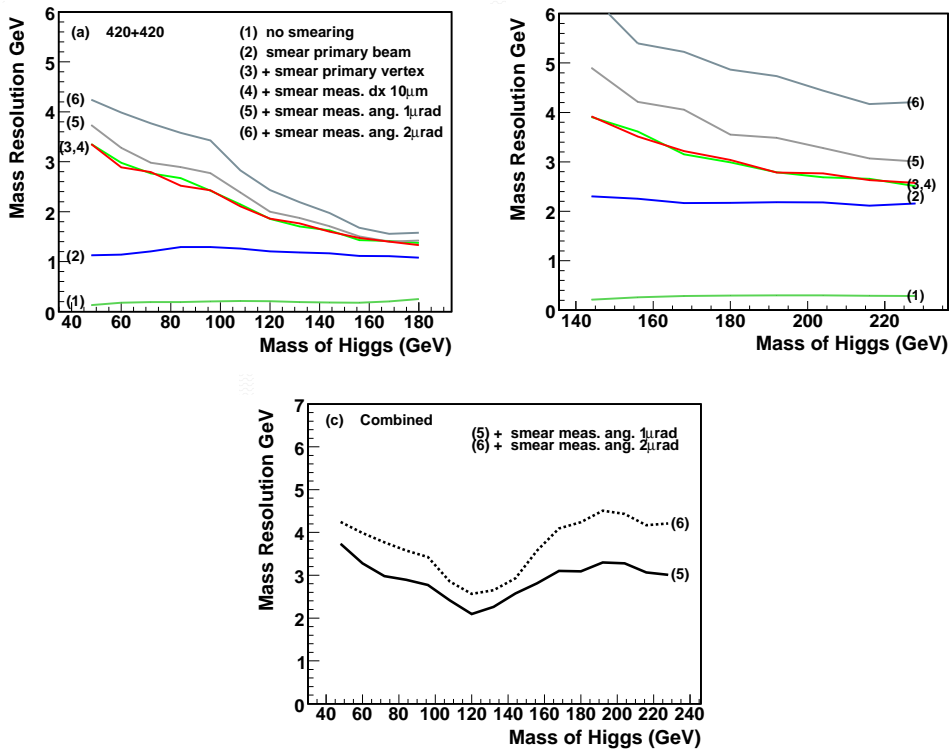 Mass Resolution GeV
6
5
4
3
2
1
0
(a) 420+420
(1) no smearing
(2) smear primary beam
(3) + smear primary vertex
(4) + smear meas. dx 10μm
(5) + smear meas. ang. 1μrad
(6) + smear meas. ang. 2μrad
(6)
(5)
(3,4)
(2)
(1)
40 60 80 100 120 140 160 180
Mass of Higgs (GeV)
Mass Resolution GeV
6
5
4
3
2
1
0
(6)
(5)
(3,4)
(2)
(1)
140 160 180 200 220
Mass of Higgs (GeV)
Mass Resolution GeV
7
6
5
4
3
2
1
0
(c) Combined
(5) + smear meas. ang. 1μrad
(6) + smear meas. ang. 2μrad
(6)
(5)
40 60 80 100 120 140 160 180 200 220 240
Mass of Higgs (GeV)